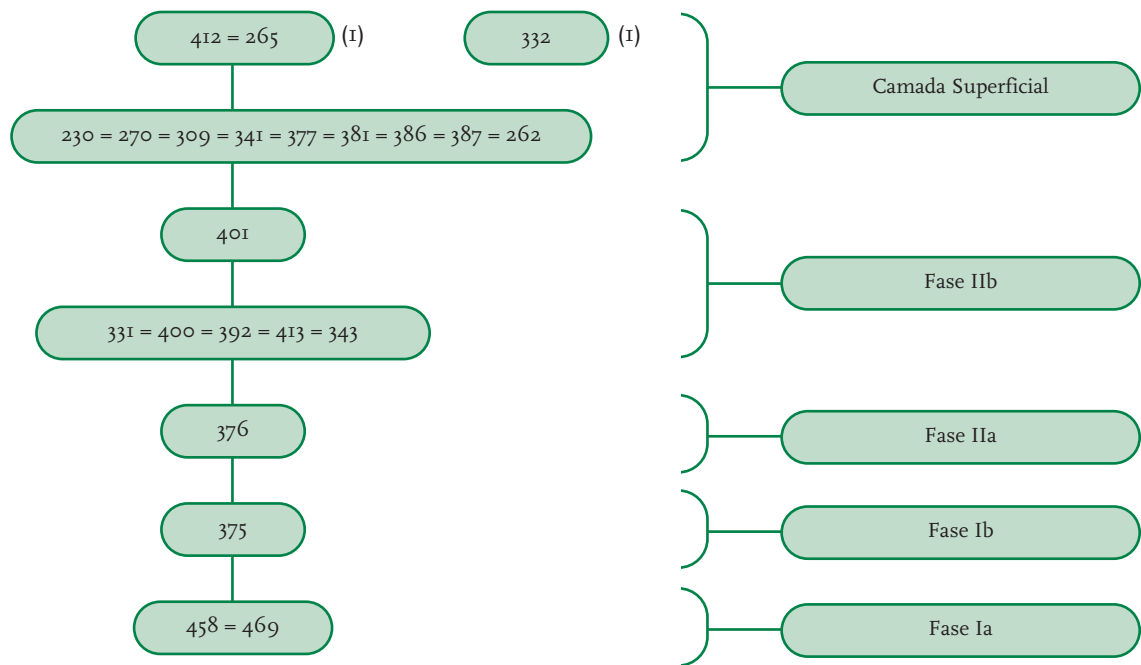 412 = 265 (1)
332 (1)
Camada Superficial
230 = 270 = 309 = 341 = 377 = 381 = 386 = 387 = 262
401
Fase IIb
331 = 400 = 392 = 413 = 343
376
Fase IIa
375
Fase Ib
458 = 469
Fase Ia